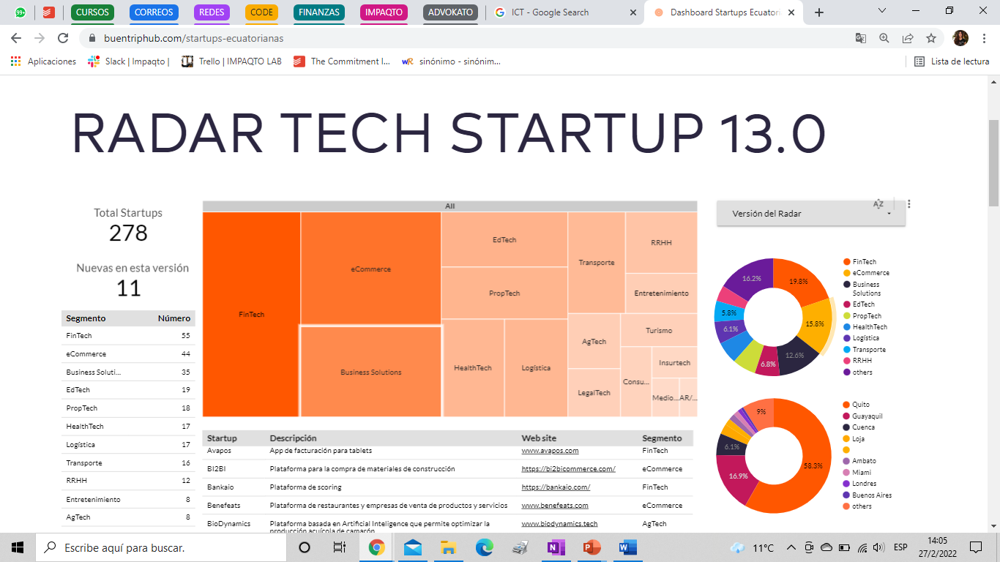 CURSOS
CORREOS
REDES
CODE
FINANZAS
IMPAQTO
ADVOKATO
ICT - Google Search
Dashboard Startups Ecuatori
buentriphub.com/startups-ecuatorianas
Aplicaciones
Slack | Impaqto |
Trello | IMPAQTO LAB
The Commitment I...
sinónimo - sinónim...
Lista de lectura
RADAR TECH STARTUP 13.0
Total Startups
278
Nuevas en esta versión
11
Segmento Número
FinTech 55
eCommerce 44
Business Soluti... 35
EdTech 19
PropTech 18
HealthTech 17
Logística 17
Transporte 16
RRHH 12
Entretenimiento 8
AgTech 8
All
FinTech
eCommerce
Business Solutions
EdTech
PropTech
HealthTech
Logística
Transporte
RRHH
Entretenimiento
AgTech
LegalTech
Turismo
Consu...
Insurtech
Medio...
AR/...
Startup Descripción Web site Segmento
Avapos App de facturación para tablets www.avapos.com FinTech
BI2BI Plataforma para la compra de materiales de construcción https://bi2bicommerce.com/ eCommerce
Bankaio Plataforma de scoring https://bankaio.com/ FinTech
Benefeats Plataforma de restaurantes y empresas de venta de productos y servicios www.benefeats.com eCommerce
BioDynamics Plataforma basada en Artificial Inteligence que permite optimizar la www.biodynamics.tech AgTech
producción acuícola de camarón
AZ
Versión del Radar
19.8%
15.8%
12.6%
6.8%
6.1%
5.8%
16.2%
FinTech
eCommerce
Business
Solutions
EdTech
PropTech
HealthTech
Logística
Transporte
RRHH
others
58.3%
16.9%
6.1%
9%
Quito
Guayaquil
Cuenca
Loja
Ambato
Miami
Londres
Buenos Aires
others
Escribe aquí para buscar.
11°C
ESP
14:05
27/2/2022